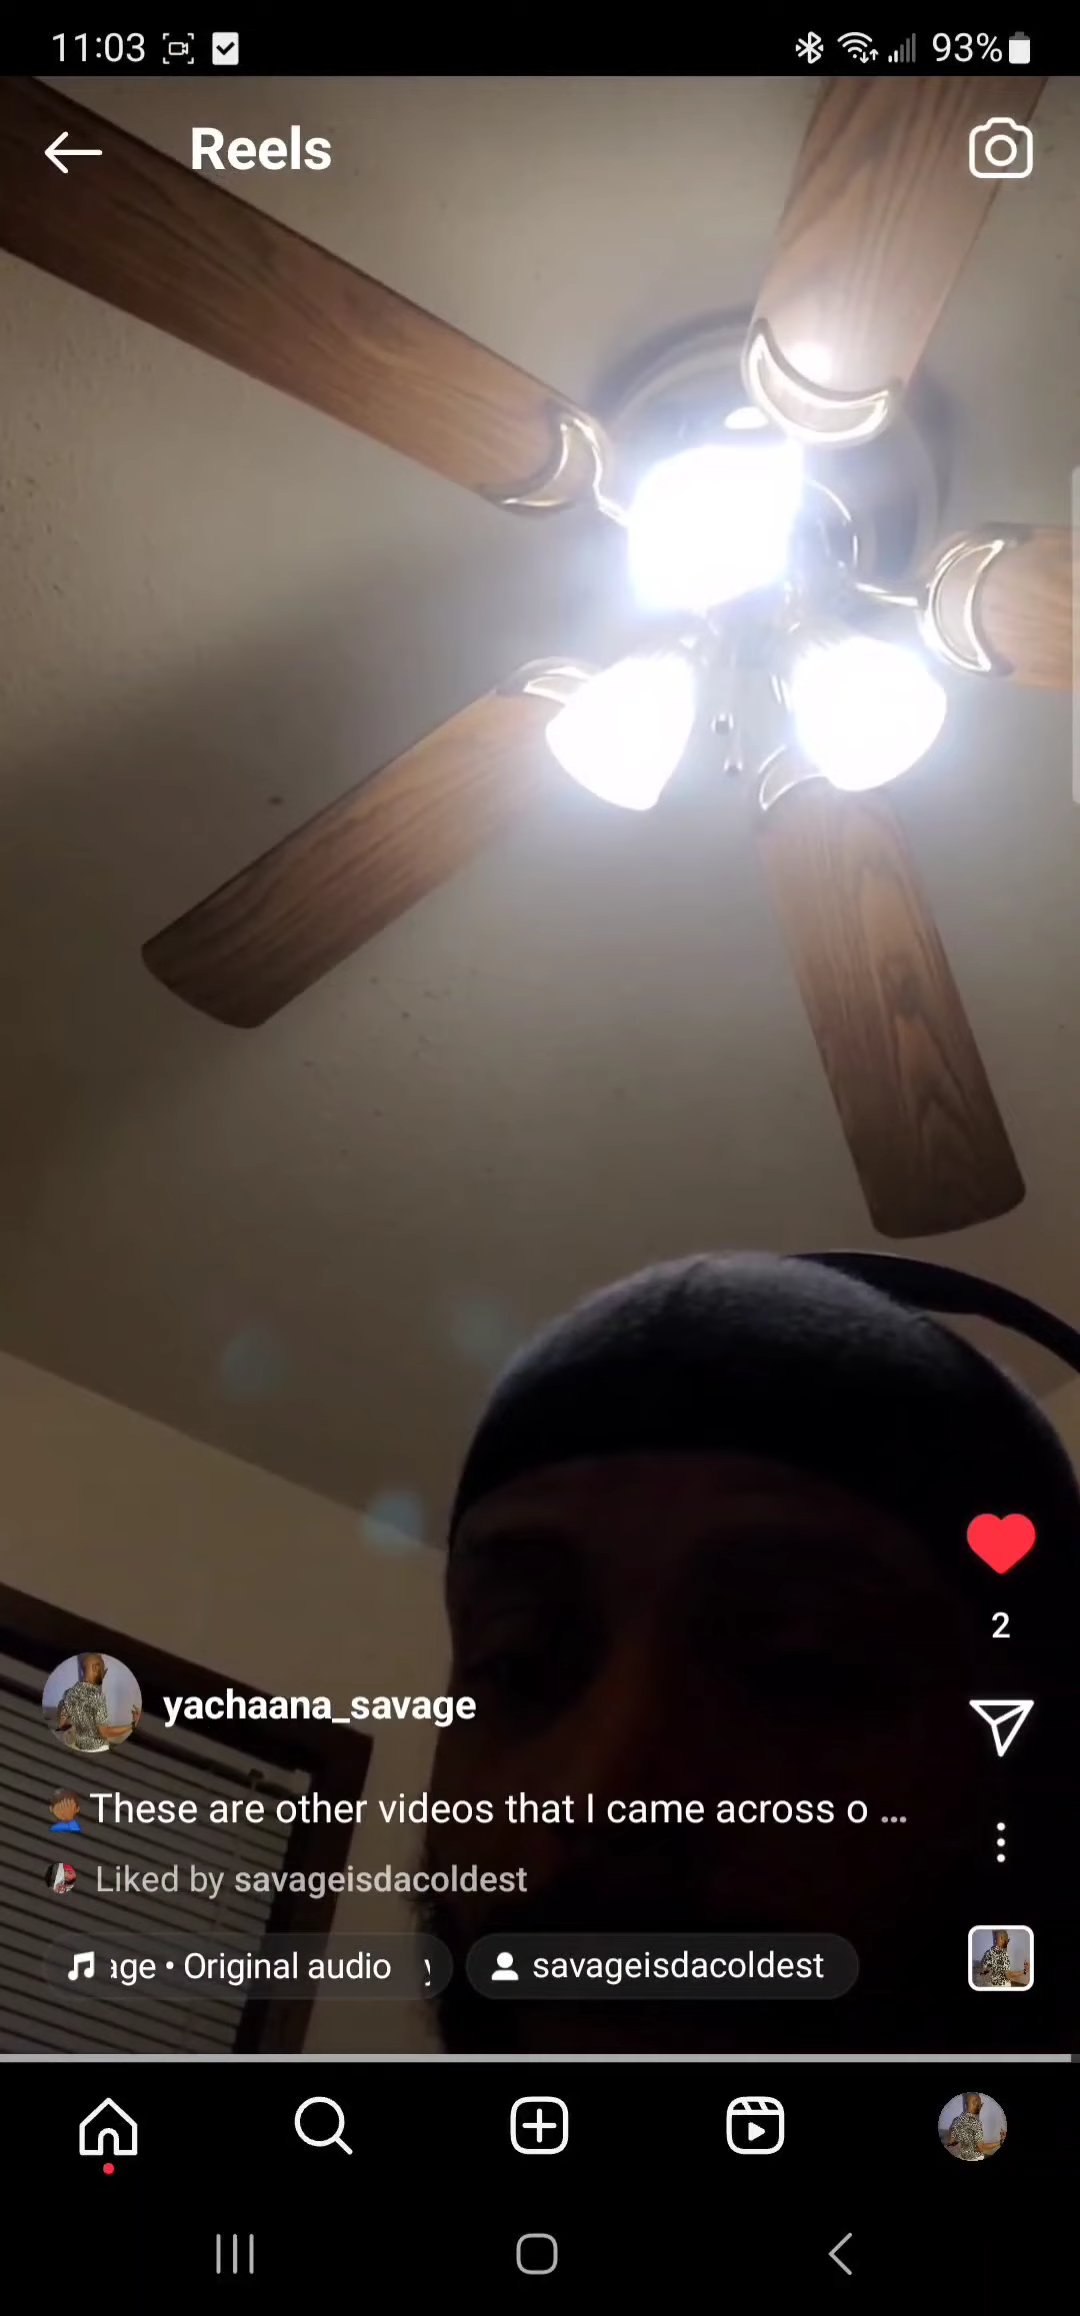 11:03
93%
Reels
2
yachaana_savage
🤦🏾‍♂️These are other videos that I came across o ...
Liked by savageisdacoldest
age • Original audio y
savageisdacoldest